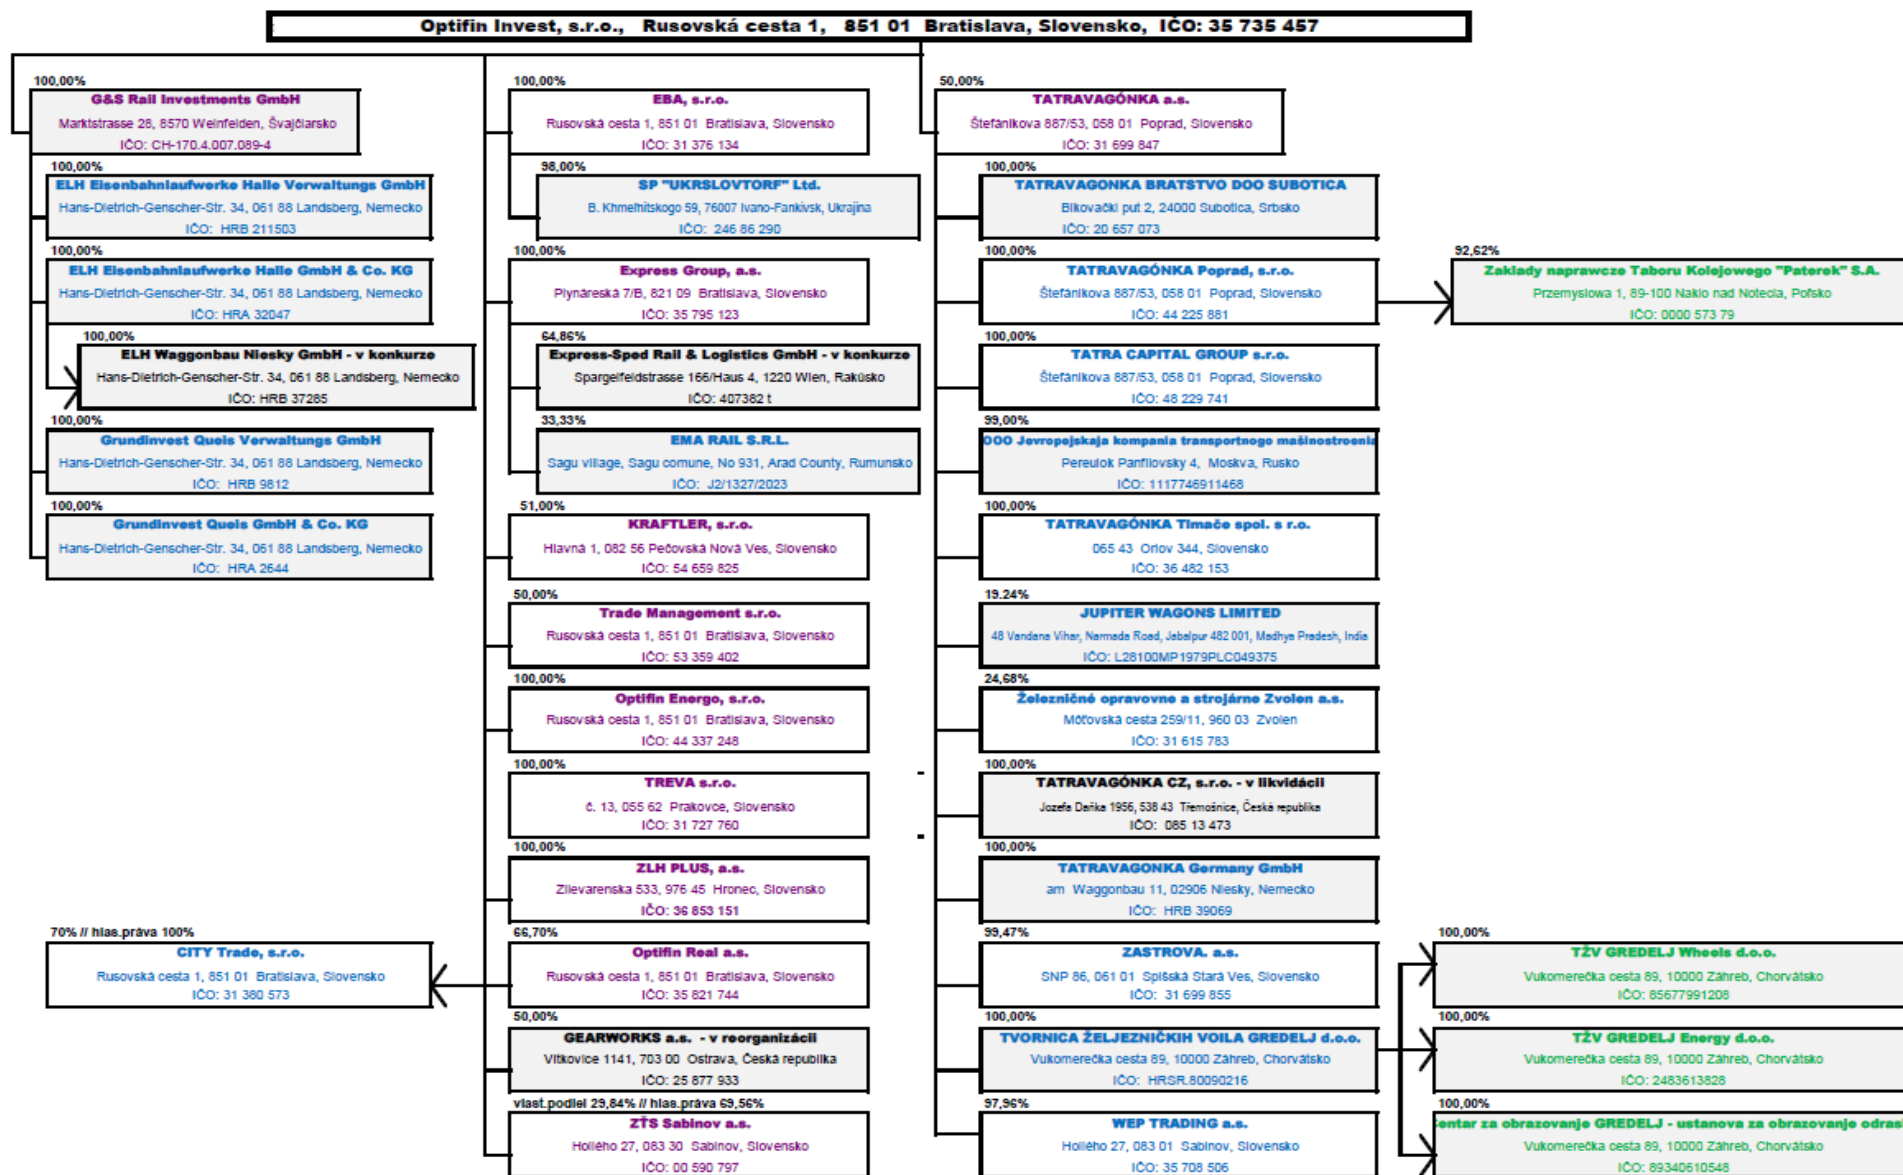 Optifin Invest, s.r.o., Rusovská cesta 1, 851 01 Bratislava, Slovensko, IČO: 35 735 457
100,00%
G&S Rail Investments GmbH
Marktstrasse 28, 8570 Weinfelden, Švajčiarsko
IČO: CH-170.4.007.089-4
100,00%
ELH Eisenbahnlaufwerke Halle Verwaltungs GmbH
Hans-Dietrich-Genscher-Str. 34, 061 88 Landsberg, Nemecko
IČO: HRB 211503
100,00%
ELH Eisenbahnlaufwerke Halle GmbH & Co. KG
Hans-Dietrich-Genscher-Str. 34, 061 88 Landsberg, Nemecko
IČO: HRA 32047
100,00%
ELH Waggonbau Niesky GmbH - v konkurze
Hans-Dietrich-Genscher-Str. 34, 061 88 Landsberg, Nemecko
IČO: HRB 37285
100,00%
Grundinvest Queis Verwaltungs GmbH
Hans-Dietrich-Genscher-Str. 34, 061 88 Landsberg, Nemecko
IČO: HRB 9812
100,00%
Grundinvest Queis GmbH & Co. KG
Hans-Dietrich-Genscher-Str. 34, 061 88 Landsberg, Nemecko
IČO: HRA 2644
70% // hlas.práva 100%
CITY Trade, s.r.o.
Rusovská cesta 1, 851 01 Bratislava, Slovensko
IČO: 31 380 573
100,00%
EBA, s.r.o.
Rusovská cesta 1, 851 01 Bratislava, Slovensko
IČO: 31 376 134
98,00%
SP "UKRSLOVTORF" Ltd.
B. Khmeľnitskogo 59, 76007 Ivano-Fankivsk, Ukrajina
IČO: 246 86 290
100,00%
Express Group, a.s.
Plynáreská 7/B, 821 09 Bratislava, Slovensko
IČO: 35 795 123
64,86%
Express-Sped Rail & Logistics GmbH - v konkurze
Spargelfeldstrasse 166/Haus 4, 1220 Wien, Rakúsko
IČO: 407382 t
33,33%
EMA RAIL S.R.L.
Sagu village, Sagu comune, No 931, Arad County, Rumunsko
IČO: J2/1327/2023
51,00%
KRAFTLER, s.r.o.
Hlavná 1, 082 56 Pečovská Nová Ves, Slovensko
IČO: 54 659 825
50,00%
Trade Management s.r.o.
Rusovská cesta 1, 851 01 Bratislava, Slovensko
IČO: 53 359 402
100,00%
Optifin Energo, s.r.o.
Rusovská cesta 1, 851 01 Bratislava, Slovensko
IČO: 44 337 248
100,00%
TREVA s.r.o.
č. 13, 055 62 Prakovce, Slovensko
IČO: 31 727 760
100,00%
ZLH PLUS, a.s.
Zlievarenska 533, 976 45 Hronec, Slovensko
IČO: 36 853 151
66,70%
Optifin Real a.s.
Rusovská cesta 1, 851 01 Bratislava, Slovensko
IČO: 35 821 744
50,00%
GEARWORKS a.s. - v reorganizácii
Vítkovice 1141, 703 00 Ostrava, Česká republika
IČO: 25 877 933
vlast.podiel 29,84% // hlas.práva 69,56%
ZŤS Sabinov a.s.
Hollého 27, 083 30 Sabinov, Slovensko
IČO: 00 590 797
50,00%
TATRAVAGÓNKA a.s.
Štefánikova 887/53, 058 01 Poprad, Slovensko
IČO: 31 699 847
100,00%
TATRAVAGONKA BRATSTVO DOO SUBOTICA
Bikovački put 2, 24000 Subotica, Srbsko
IČO: 20 657 073
100,00%
TATRAVAGÓNKA Poprad, s.r.o.
Štefánikova 887/53, 058 01 Poprad, Slovensko
IČO: 44 225 881
100,00%
TATRA CAPITAL GROUP s.r.o.
Štefánikova 887/53, 058 01 Poprad, Slovensko
IČO: 48 229 741
99,00%
OOO Jevropejskaja kompania transportnogo mašinostroenia
Pereulok Panfilovsky 4, Moskva, Rusko
IČO: 1117746911468
100,00%
TATRAVAGÓNKA Tlmače spol. s r.o.
065 43 Orlov 344, Slovensko
IČO: 36 482 153
19.24%
JUPITER WAGONS LIMITED
48 Vandana Vihar, Narmada Road, Jabalpur 482 001, Madhya Pradesh, India
IČO: L28100MP1979PLC049375
24,68%
Železničné opravovne a strojárne Zvolen a.s.
Môťovská cesta 259/11, 960 03 Zvolen
IČO: 31 615 783
100,00%
TATRAVAGÓNKA CZ, s.r.o. - v likvidácii
Jozefa Daňka 1956, 538 43 Třemošnice, Česká republika
IČO: 085 13 473
100,00%
TATRAVAGONKA Germany GmbH
am Waggonbau 11, 02906 Niesky, Nemecko
IČO: HRB 39069
99,47%
ZASTROVA. a.s.
SNP 86, 061 01 Spišská Stará Ves, Slovensko
IČO: 31 699 855
100,00%
TVORNICA ŽELJEZNIČKIH VOILA GREDELJ d.o.o.
Vukomerečka cesta 89, 10000 Záhreb, Chorvátsko
IČO: HRSR.80090216
97,96%
WEP TRADING a.s.
Hollého 27, 083 01 Sabinov, Slovensko
IČO: 35 708 506
92,62%
Zaklady naprawcze Taboru Kolejowego "Paterek" S.A.
Przemyslowa 1, 89-100 Naklo nad Notecia, Poľsko
IČO: 0000 573 79
100,00%
TŽV GREDELJ Wheels d.o.o.
Vukomerečka cesta 89, 10000 Záhreb, Chorvátsko
IČO: 85677991208
100,00%
TŽV GREDELJ Energy d.o.o.
Vukomerečka cesta 89, 10000 Záhreb, Chorvátsko
IČO: 2483613828
100,00%
entar za obrazovanje GREDELJ - ustanova za obrazovanje odras
Vukomerečka cesta 89, 10000 Záhreb, Chorvátsko
IČO: 89340610548